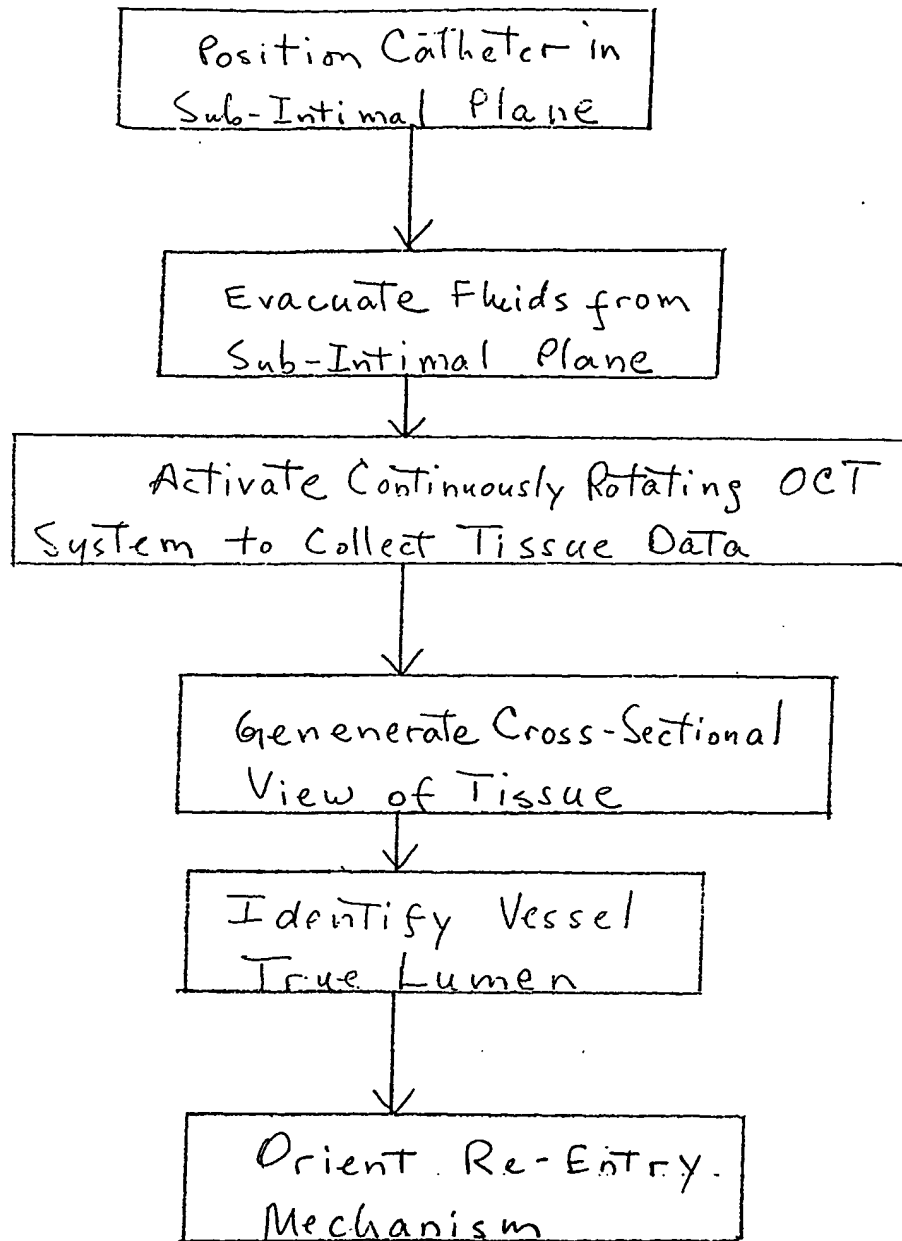 Position Catheter in
Sub-Intimal Plane
Evacuate Fluids from
Sub-Intimal Plane
Activate Continuously Rotating OCT
System to Collect Tissue Data
Genenerate Cross-Sectional
View of Tissue
Identify Vessel
True Lumen
Orient Re-Entry
Mechanism